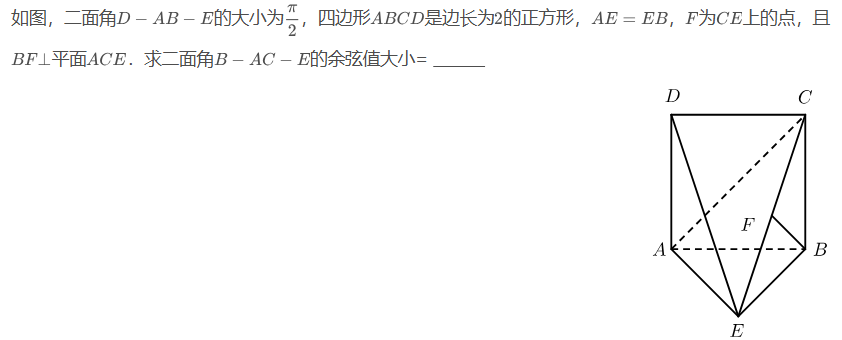 如图，二面角D－AB－E的大小为π/2，四边形ABCD是边长为2的正方形，AE＝EB，F为CE上的点，且
BF⊥平面ACE．求二面角B－AC－E的余弦值大小= ______
D C
F
A B
E